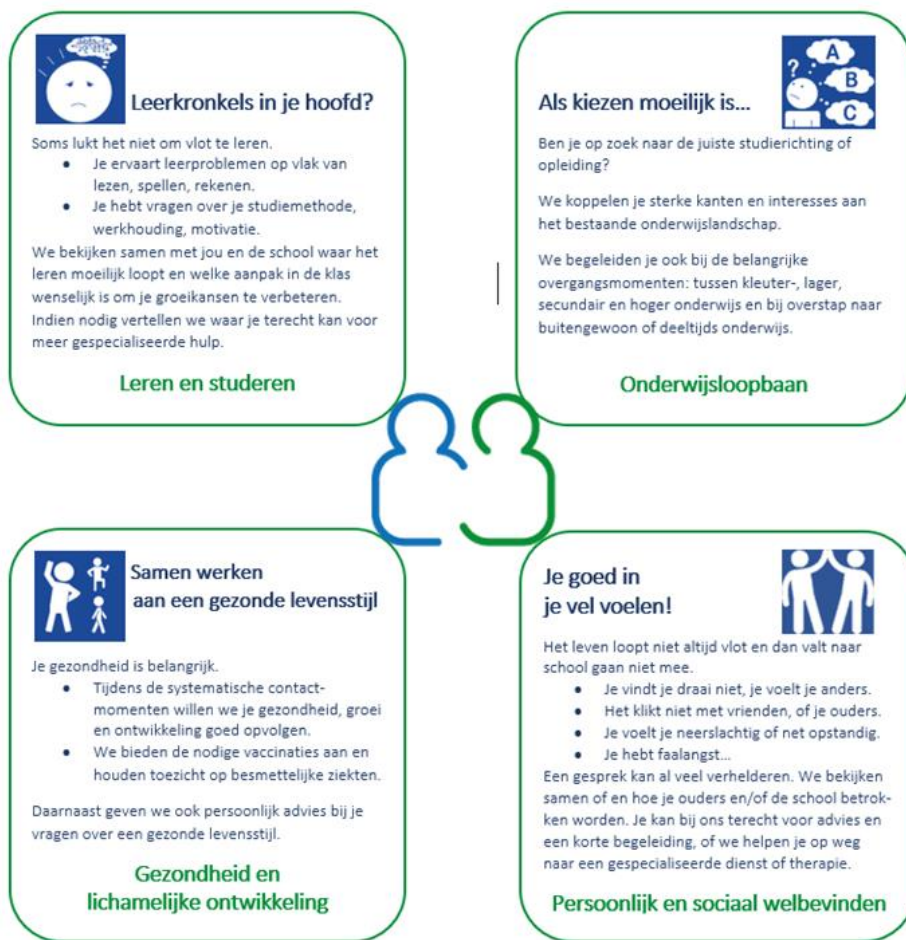 Leerkronkels in je hoofd?
Soms lukt het niet om vlot te leren.
• Je ervaart leerproblemen op vlak van
lezen, spellen, rekenen.
• Je hebt vragen over je studiemethode,
werkhouding, motivatie.
We bekijken samen met jou en de school waar het
leren moeilijk loopt en welke aanpak in de klas
wenselijk is om je groeikansen te verbeteren.
Indien nodig vertellen we waar je terecht kan voor
meer gespecialiseerde hulp.
Leren en studeren
Als kiezen moeilijk is...
?
A
B
C
Ben je op zoek naar de juiste studierichting of
opleiding?
We koppelen je sterke kanten en interesses aan
het bestaande onderwijslandschap.
We begeleiden je ook bij de belangrijke
overgangsmomenten: tussen kleuter-, lager,
secundair en hoger onderwijs en bij overstap naar
buitengewoon of deeltijds onderwijs.
Onderwijsloopbaan
Samen werken
aan een gezonde levensstijl
Je gezondheid is belangrijk.
• Tijdens de systematische contact-
momenten willen we je gezondheid, groei
en ontwikkeling goed opvolgen.
• We bieden de nodige vaccinaties aan en
houden toezicht op besmettelijke ziekten.
Daarnaast geven we ook persoonlijk advies bij je
vragen over een gezonde levensstijl.
Gezondheid en
lichamelijke ontwikkeling
Je goed in
je vel voelen!
Het leven loopt niet altijd vlot en dan valt naar
school gaan niet mee.
• Je vindt je draai niet, je voelt je anders.
• Het klikt niet met vrienden, of je ouders.
• Je voelt je neerslachtig of net opstandig.
• Je hebt faalangst...
Een gesprek kan al veel verhelderen. We bekijken
samen of en hoe je ouders en/of de school betrok-
ken worden. Je kan bij ons terecht voor advies en
een korte begeleiding, of we helpen je op weg
naar een gespecialiseerde dienst of therapie.
Persoonlijk en sociaal welbevinden